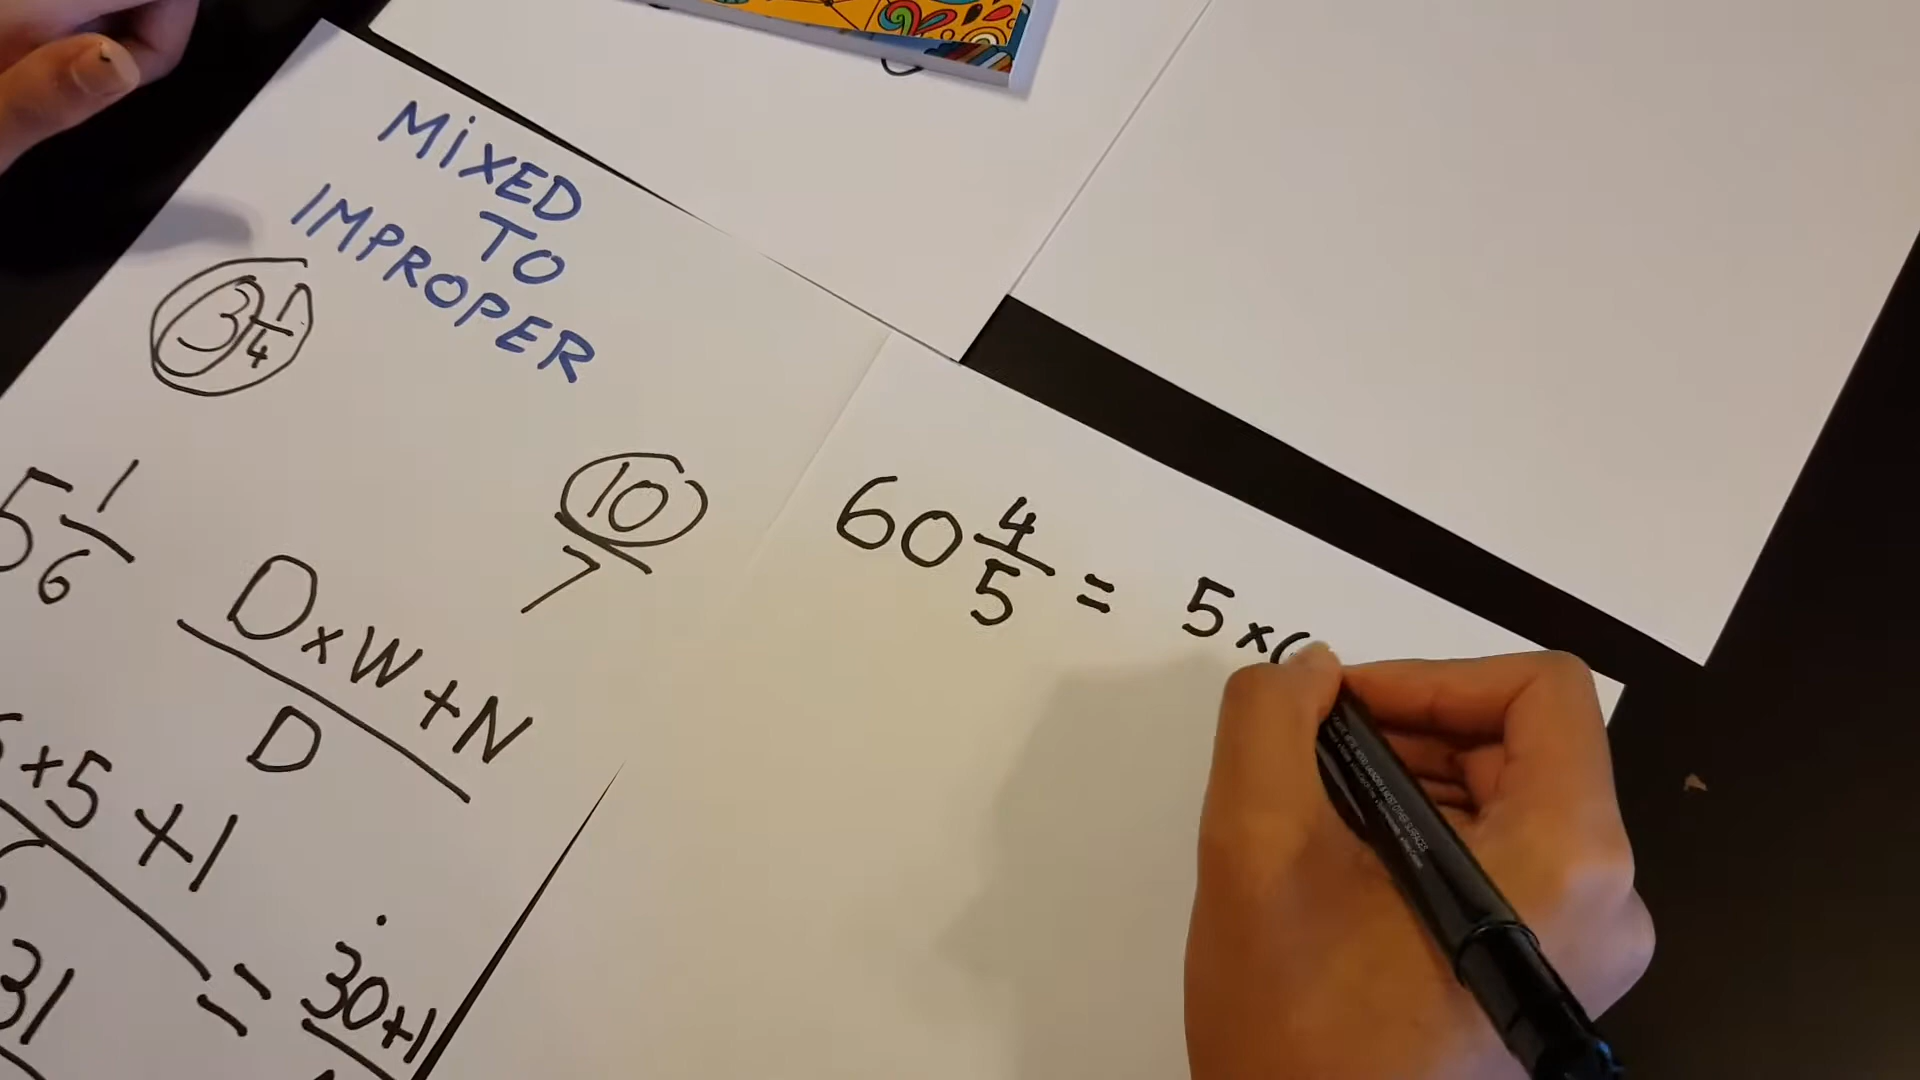 MiXED
TO
IMPROPER
3 1/4
5 1/6
10/7
D×W+N
D
×5+1
31
=
30+1
60 4/5 = 5×